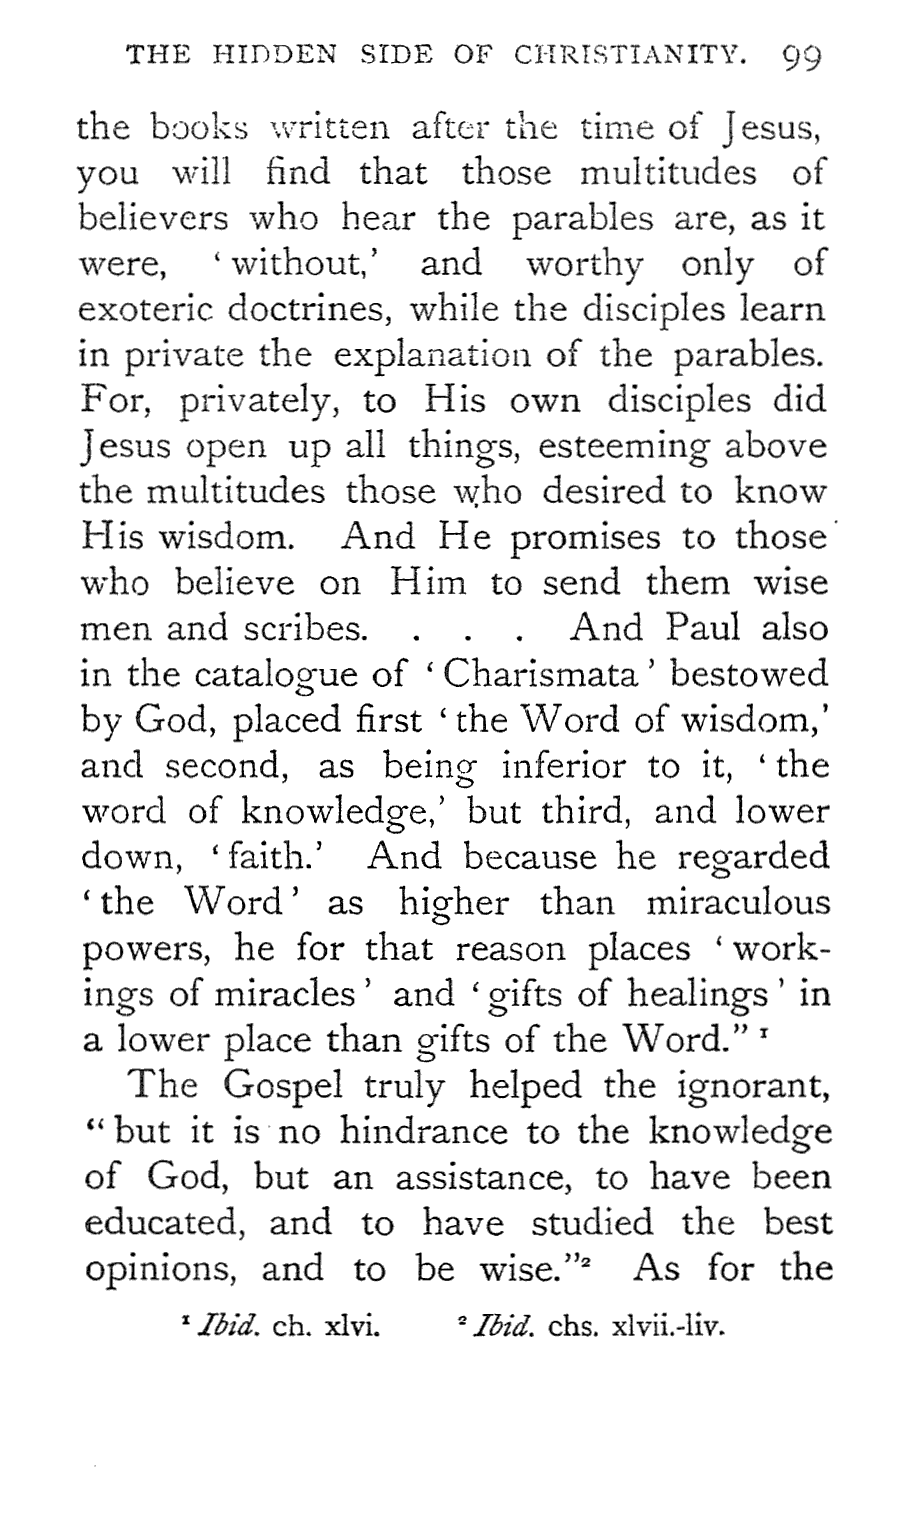 THE HIDDEN SIDE OF CHRISTIANITY. 99
the books written after the time of Jesus,
you will find that those multitudes of
believers who hear the parables are, as it
were, ‘ without,’ and worthy only of
exoteric doctrines, while the disciples learn
in private the explanation of the parables.
For, privately, to His own disciples did
Jesus open up all things, esteeming above
the multitudes those who desired to know
His wisdom. And He promises to those
who believe on Him to send them wise
men and scribes. . . . And Paul also
in the catalogue of ‘ Charismata ’ bestowed
by God, placed first ‘ the Word of wisdom,’
and second, as being inferior to it, ‘ the
word of knowledge,’ but third, and lower
down, ‘ faith.’ And because he regarded
‘ the Word ’ as higher than miraculous
powers, he for that reason places ‘ work-
ings of miracles ’ and ‘ gifts of healings ’ in
a lower place than gifts of the Word.” ¹
The Gospel truly helped the ignorant,
“ but it is no hindrance to the knowledge
of God, but an assistance, to have been
educated, and to have studied the best
opinions, and to be wise.”² As for the
¹ Ibid. ch. xlvi. ² Ibid. chs. xlvii.-liv.